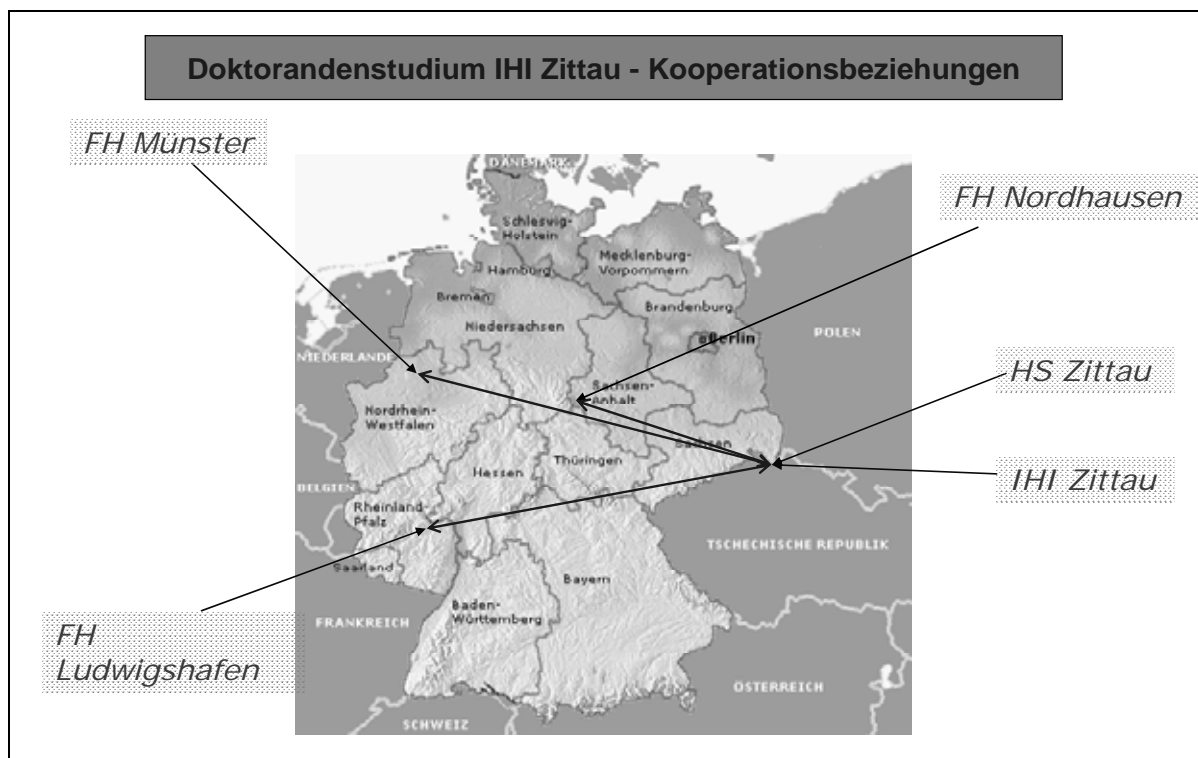 Doktorandenstudium IHI Zittau - Kooperationsbeziehungen
FH Münster
FH Nordhausen
HS Zittau
IHI Zittau
FH
Ludwigshafen
DÄNEMARK
Schleswig-
Holstein
Mecklenburg-
Vorpommern
Hamburg
Bremen
Brandenburg
Niedersachsen
Berlin
POLEN
NIEDERLANDE
Sachsen-
Anhalt
Nordrhein-
Westfalen
Sachsen
Thüringen
Hessen
BELGIEN
Rheinland-
Pfalz
TSCHECHISCHE REPUBLIK
Saarland
Bayern
Baden-
Württemberg
FRANKREICH
ÖSTERREICH
SCHWEIZ